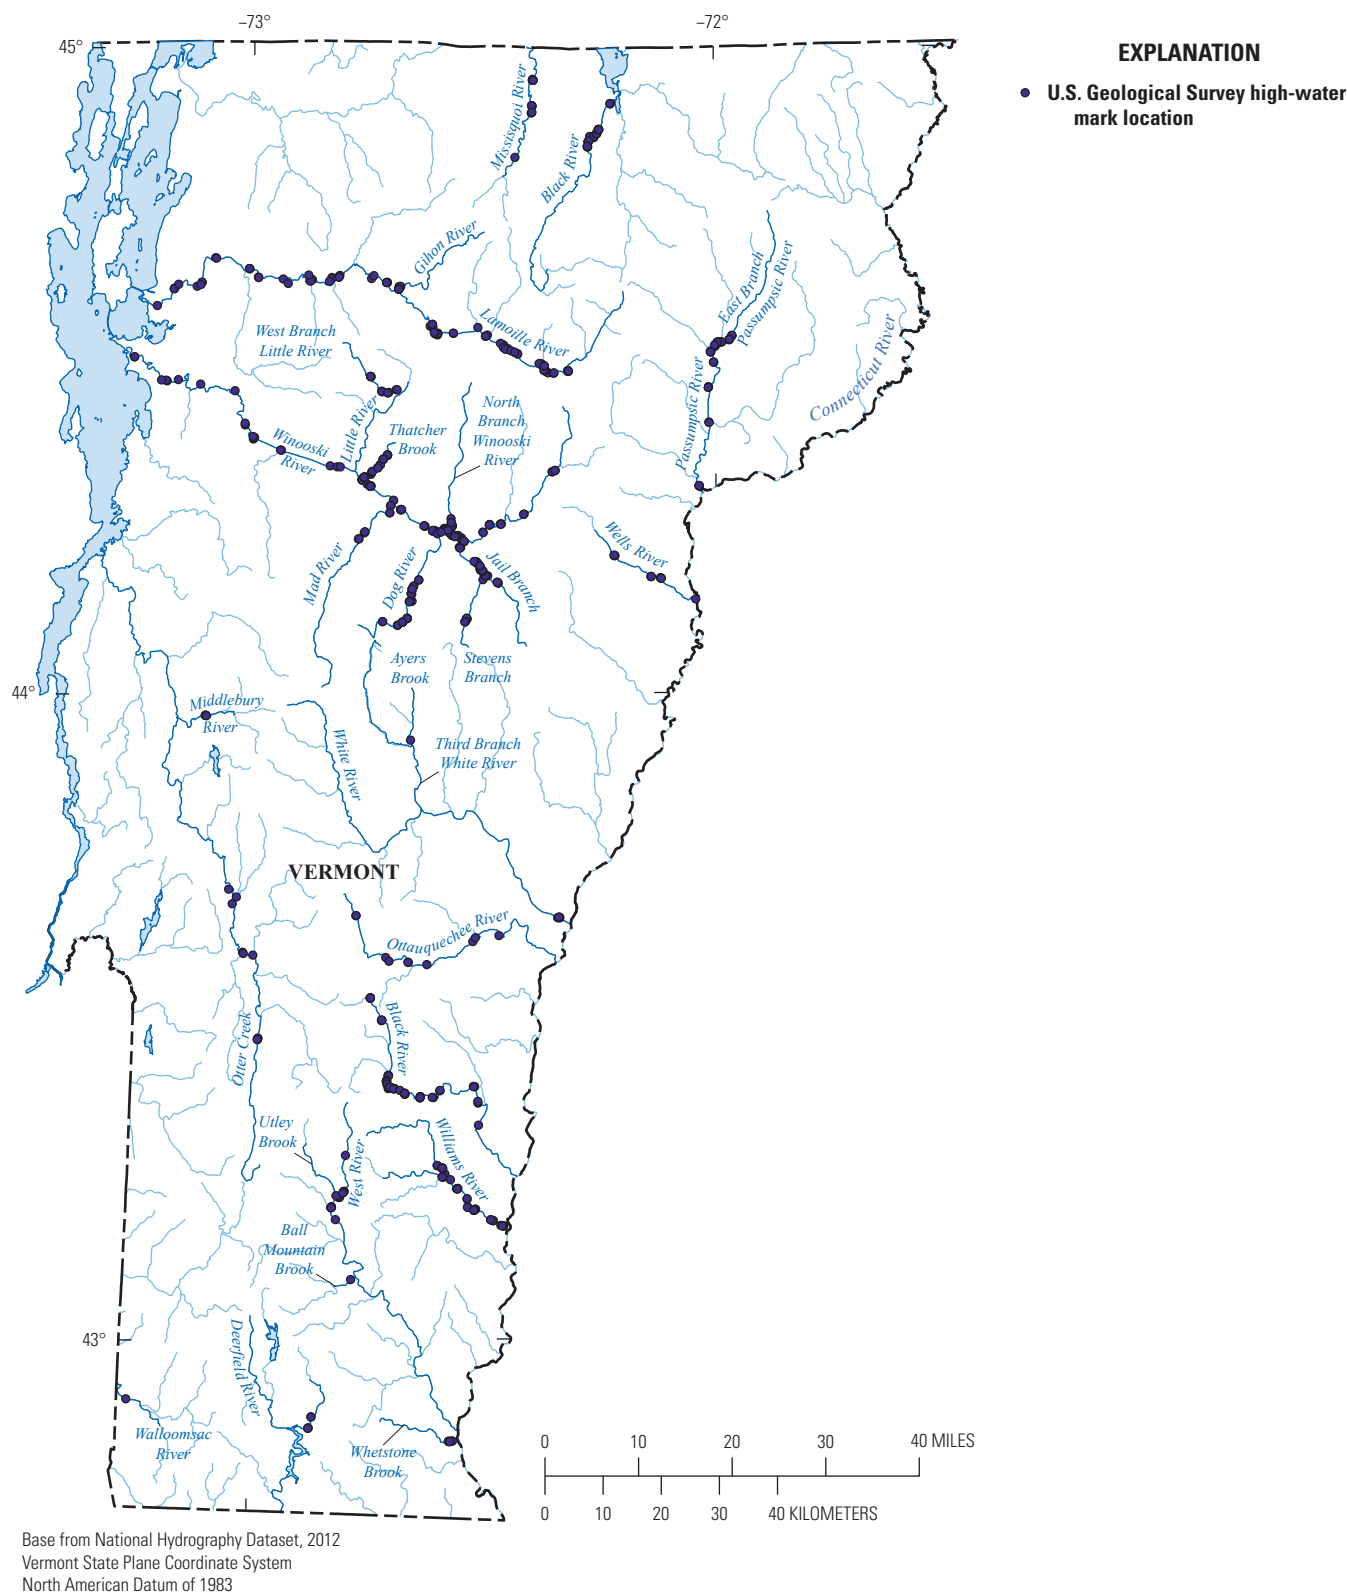 –73°
–72°
45°
EXPLANATION
U.S. Geological Survey high-water
mark location
Missisquoi River
Black River
Gihon River
East Branch
Passumpsic River
West Branch
Little River
Lamoille River
Connecticut River
Passumpsic River
North
Branch
Winooski
River
Little River
Thatcher
Brook
Winooski
River
Wells River
Mad River
Dog River
Jail Branch
Ayers
Brook
Stevens
Branch
44°
Middlebury
River
White River
Third Branch
White River
VERMONT
Ottauquechee River
Black River
Otter Creek
Utley
Brook
West River
Williams River
Ball
Mountain
Brook
43°
Deerfield River
Walloomsac
River
Whetstone
Brook
0 10 20 30 40 MILES
0 10 20 30 40 KILOMETERS
Base from National Hydrography Dataset, 2012
Vermont State Plane Coordinate System
North American Datum of 1983